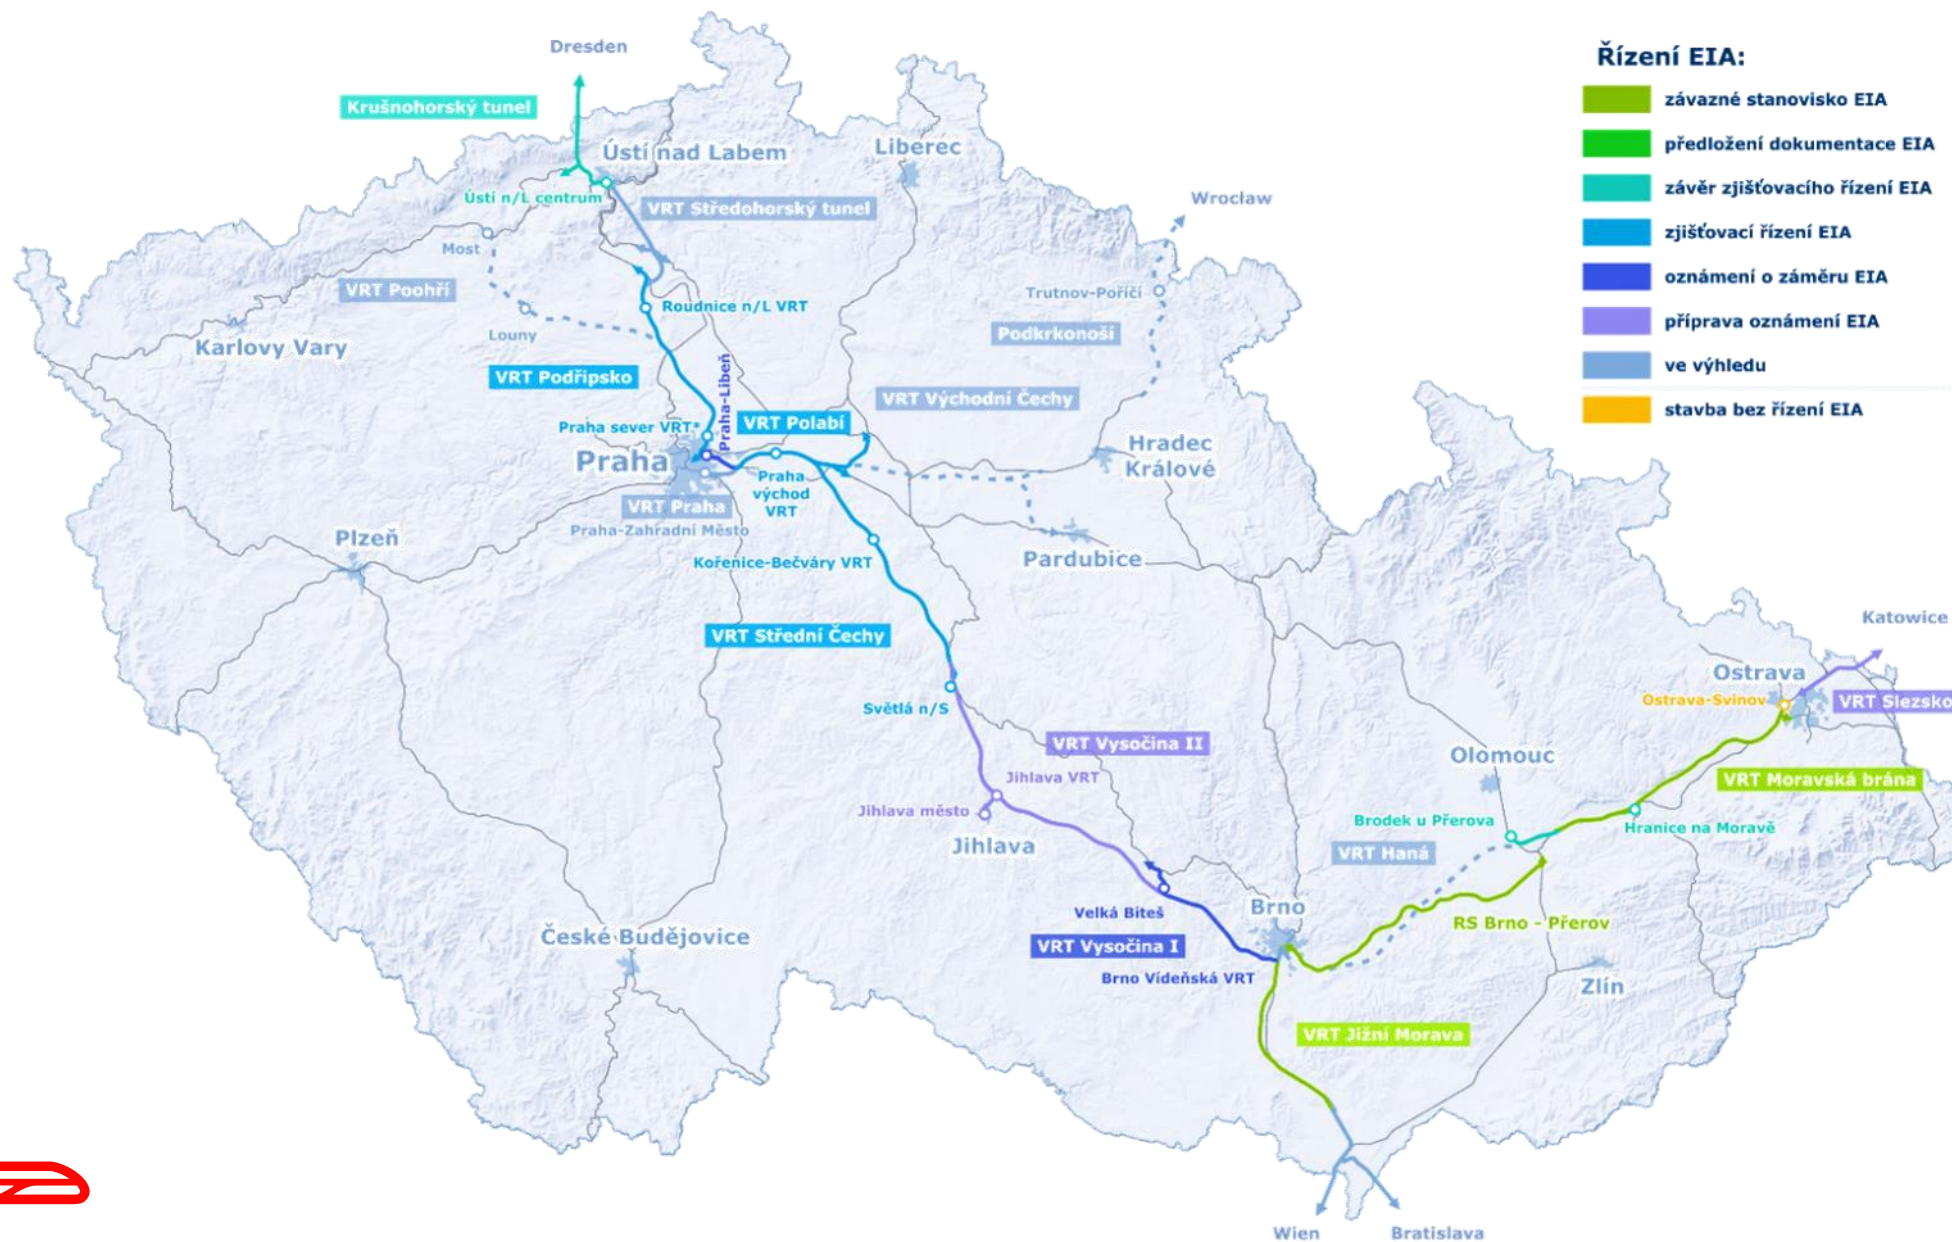 Řízení EIA:
závazné stanovisko EIA
předložení dokumentace EIA
závěr zjišťovacího řízení EIA
zjišťovací řízení EIA
oznámení o záměru EIA
příprava oznámení EIA
ve výhledu
stavba bez řízení EIA
Dresden
Krušnohorský tunel
Ústí nad Labem
Liberec
Ústí n/L centrum
VRT Středohorský tunel
Wrocław
Most
VRT Poohří
Trutnov-Poříčí
Roudnice n/L VRT
Louny
Podkrkonoší
Karlovy Vary
VRT Podřipsko
Praha-Libeň
VRT Východní Čechy
Praha sever VRT*
VRT Polabí
Praha
Hradec
Králové
Praha
východ
VRT
VRT Praha
Praha-Zahradní Město
Plzeň
Pardubice
Kořenice-Bečváry VRT
VRT Střední Čechy
Katowice
Ostrava
Ostrava-Svinov
VRT Slezsko
Světlá n/S
VRT Vysočina II
Olomouc
Jihlava VRT
VRT Moravská brána
Jihlava město
Brodek u Přerova
Hranice na Moravě
Jihlava
VRT Haná
Velká Biteš
Brno
RS Brno - Přerov
České Budějovice
VRT Vysočina I
Brno Vídeňská VRT
Zlín
VRT Jižní Morava
Wien
Bratislava